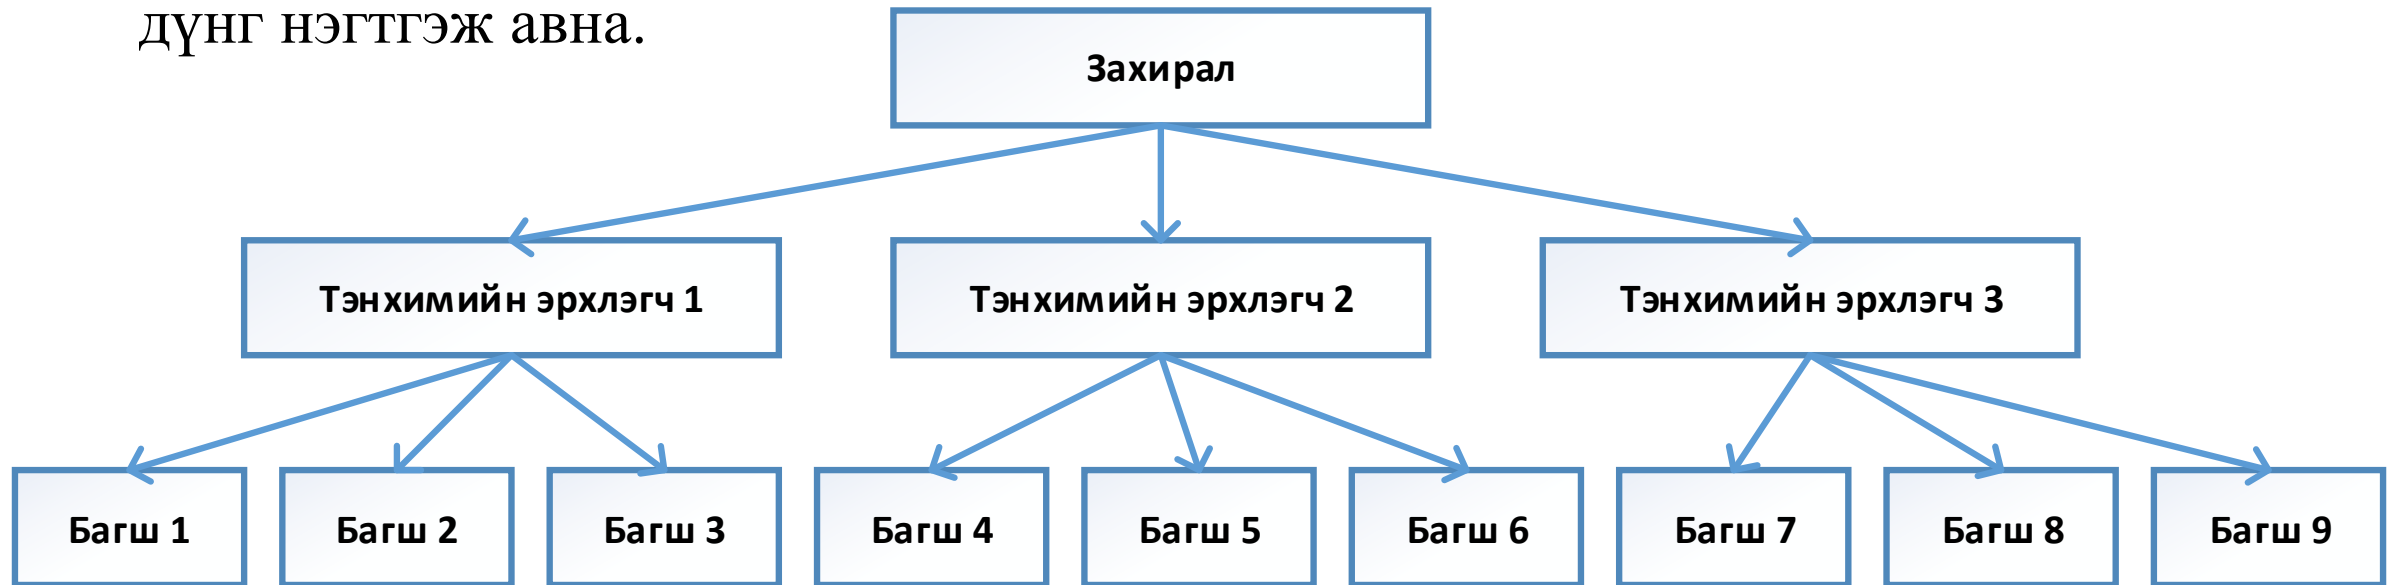 дүнг нэгтгэж авна.
Захирал
Тэнхимийн эрхлэгч 1
Тэнхимийн эрхлэгч 2
Тэнхимийн эрхлэгч 3
Багш 1
Багш 2
Багш 3
Багш 4
Багш 5
Багш 6
Багш 7
Багш 8
Багш 9